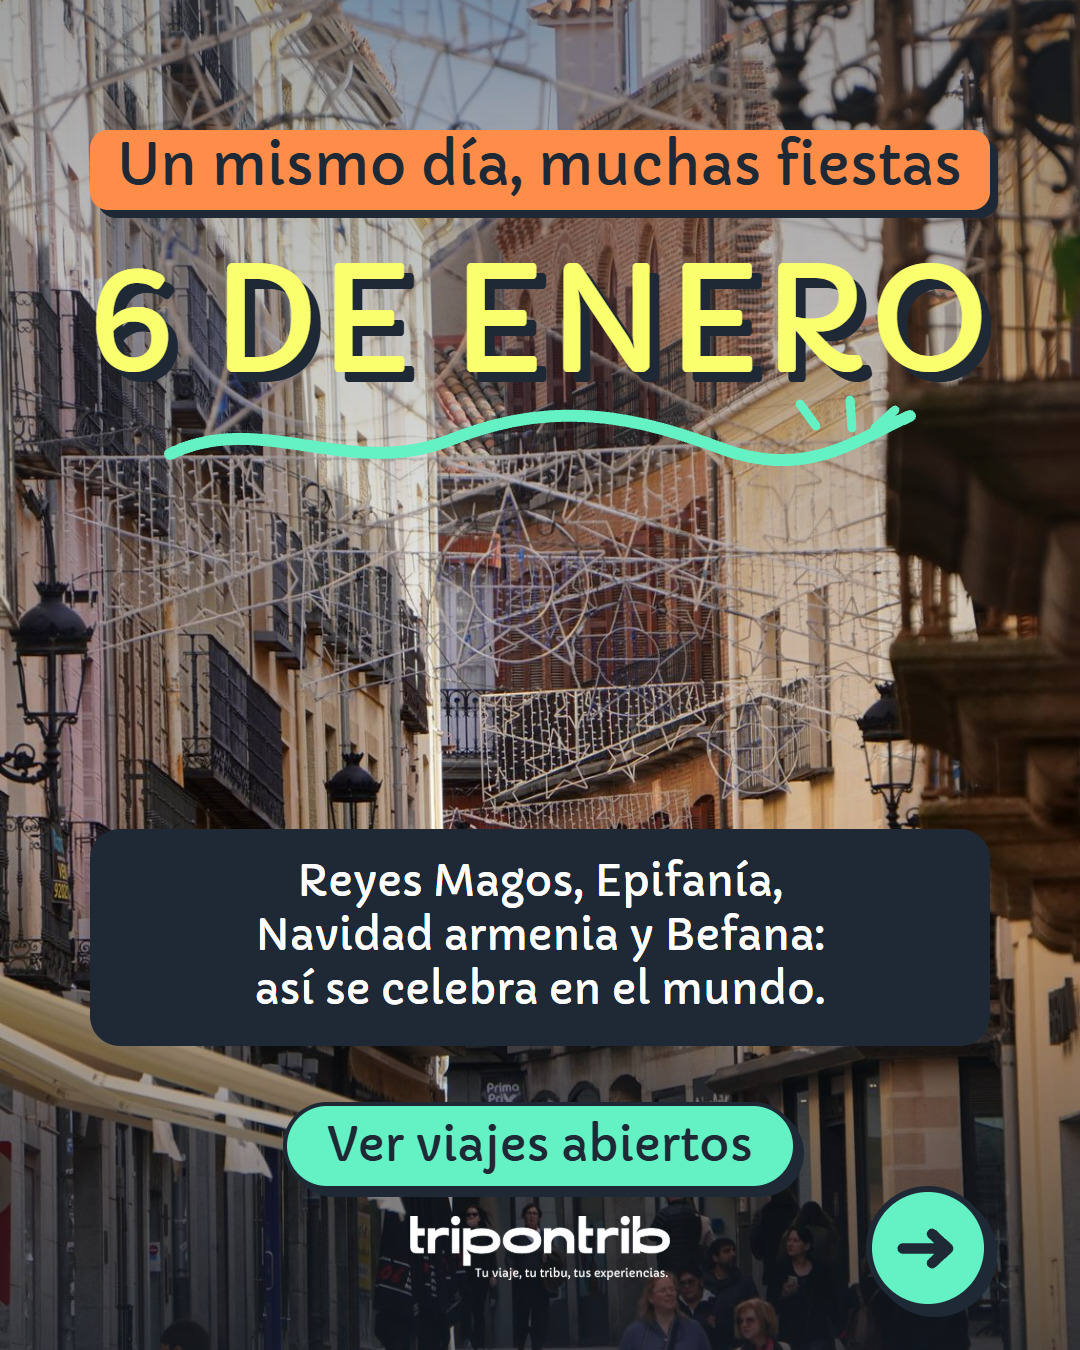 Un mismo día, muchas fiestas
6 DE ENERO
Reyes Magos, Epifanía,
Navidad armenia y Befana:
así se celebra en el mundo.
Prima
Ver viajes abiertos
tripontrib
Tu viaje, tu tribu, tus experiencias.